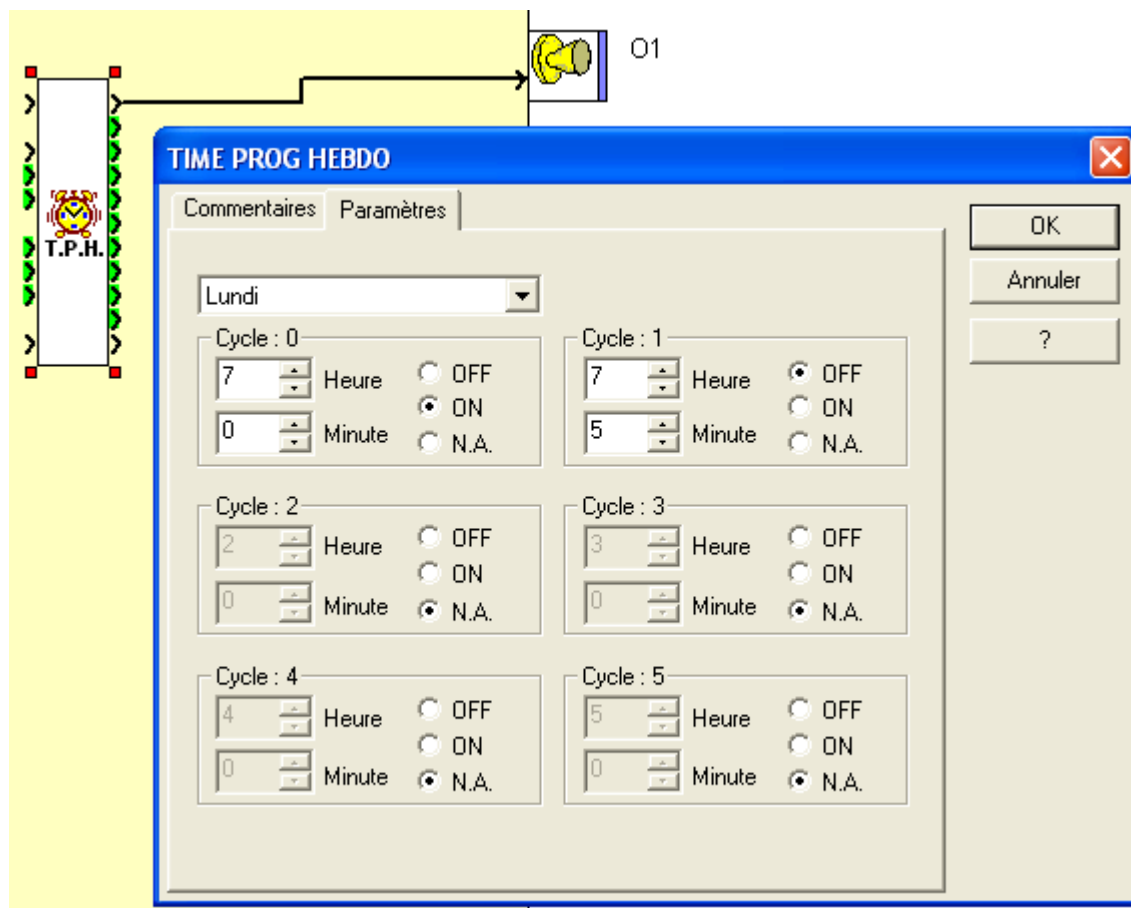 O1
T.P.H.
TIME PROG HEBDO
Commentaires Paramètres
OK
Annuler
?
Lundi
Cycle : 0
7 Heure OFF
ON
0 Minute N.A.
Cycle : 1
7 Heure OFF
ON
5 Minute N.A.
Cycle : 2
2 Heure OFF
ON
0 Minute N.A.
Cycle : 3
3 Heure OFF
ON
0 Minute N.A.
Cycle : 4
4 Heure OFF
ON
0 Minute N.A.
Cycle : 5
5 Heure OFF
ON
0 Minute N.A.